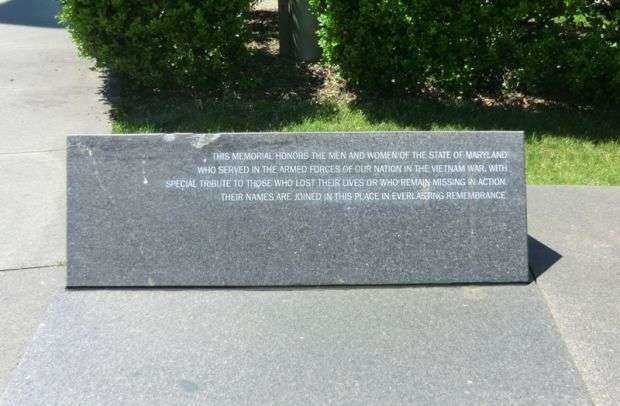 THIS MEMORIAL HONORS THE MEN AND WOMEN OF THE STATE OF MARYLAND
WHO SERVED IN THE ARMED FORCES OF OUR NATION IN THE VIETNAM WAR, WITH
SPECIAL TRIBUTE TO THOSE WHO LOST THEIR LIVES OR WHO REMAIN MISSING IN ACTION.
THEIR NAMES ARE JOINED IN THIS PLACE IN EVERLASTING REMEMBRANCE.